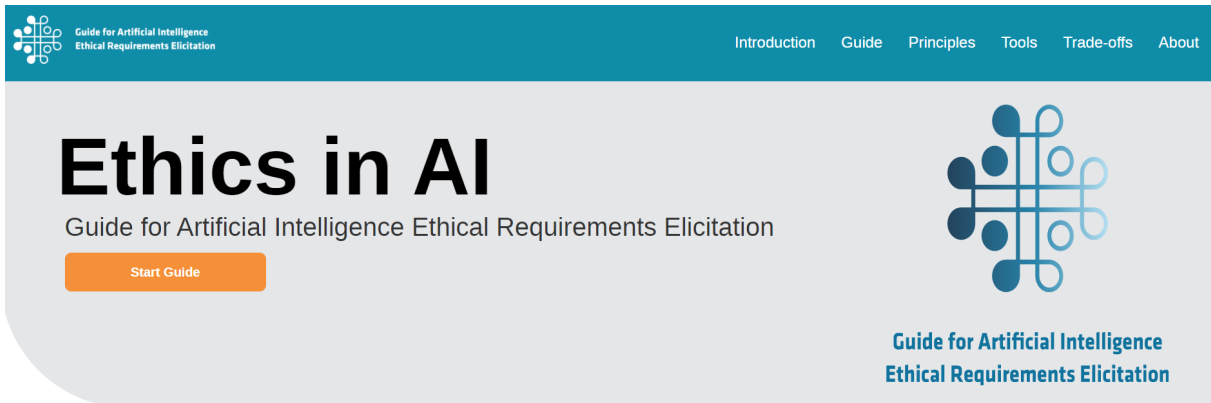 Guide for Artificial Intelligence
Ethical Requirements Elicitation
Introduction Guide Principles Tools Trade-offs About
Ethics in AI
Guide for Artificial Intelligence Ethical Requirements Elicitation
Start Guide
Guide for Artificial Intelligence
Ethical Requirements Elicitation